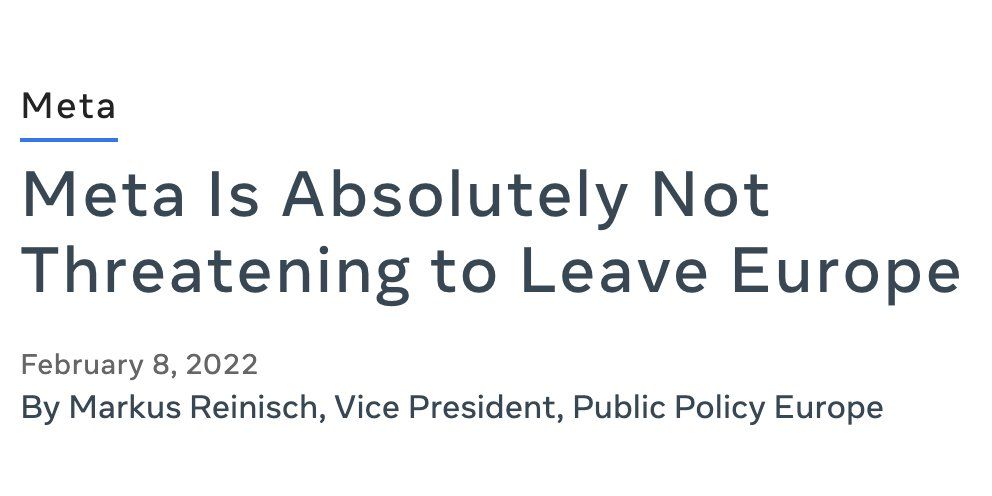 Meta
Meta Is Absolutely Not
Threatening to Leave Europe
February 8, 2022
By Markus Reinisch, Vice President, Public Policy Europe